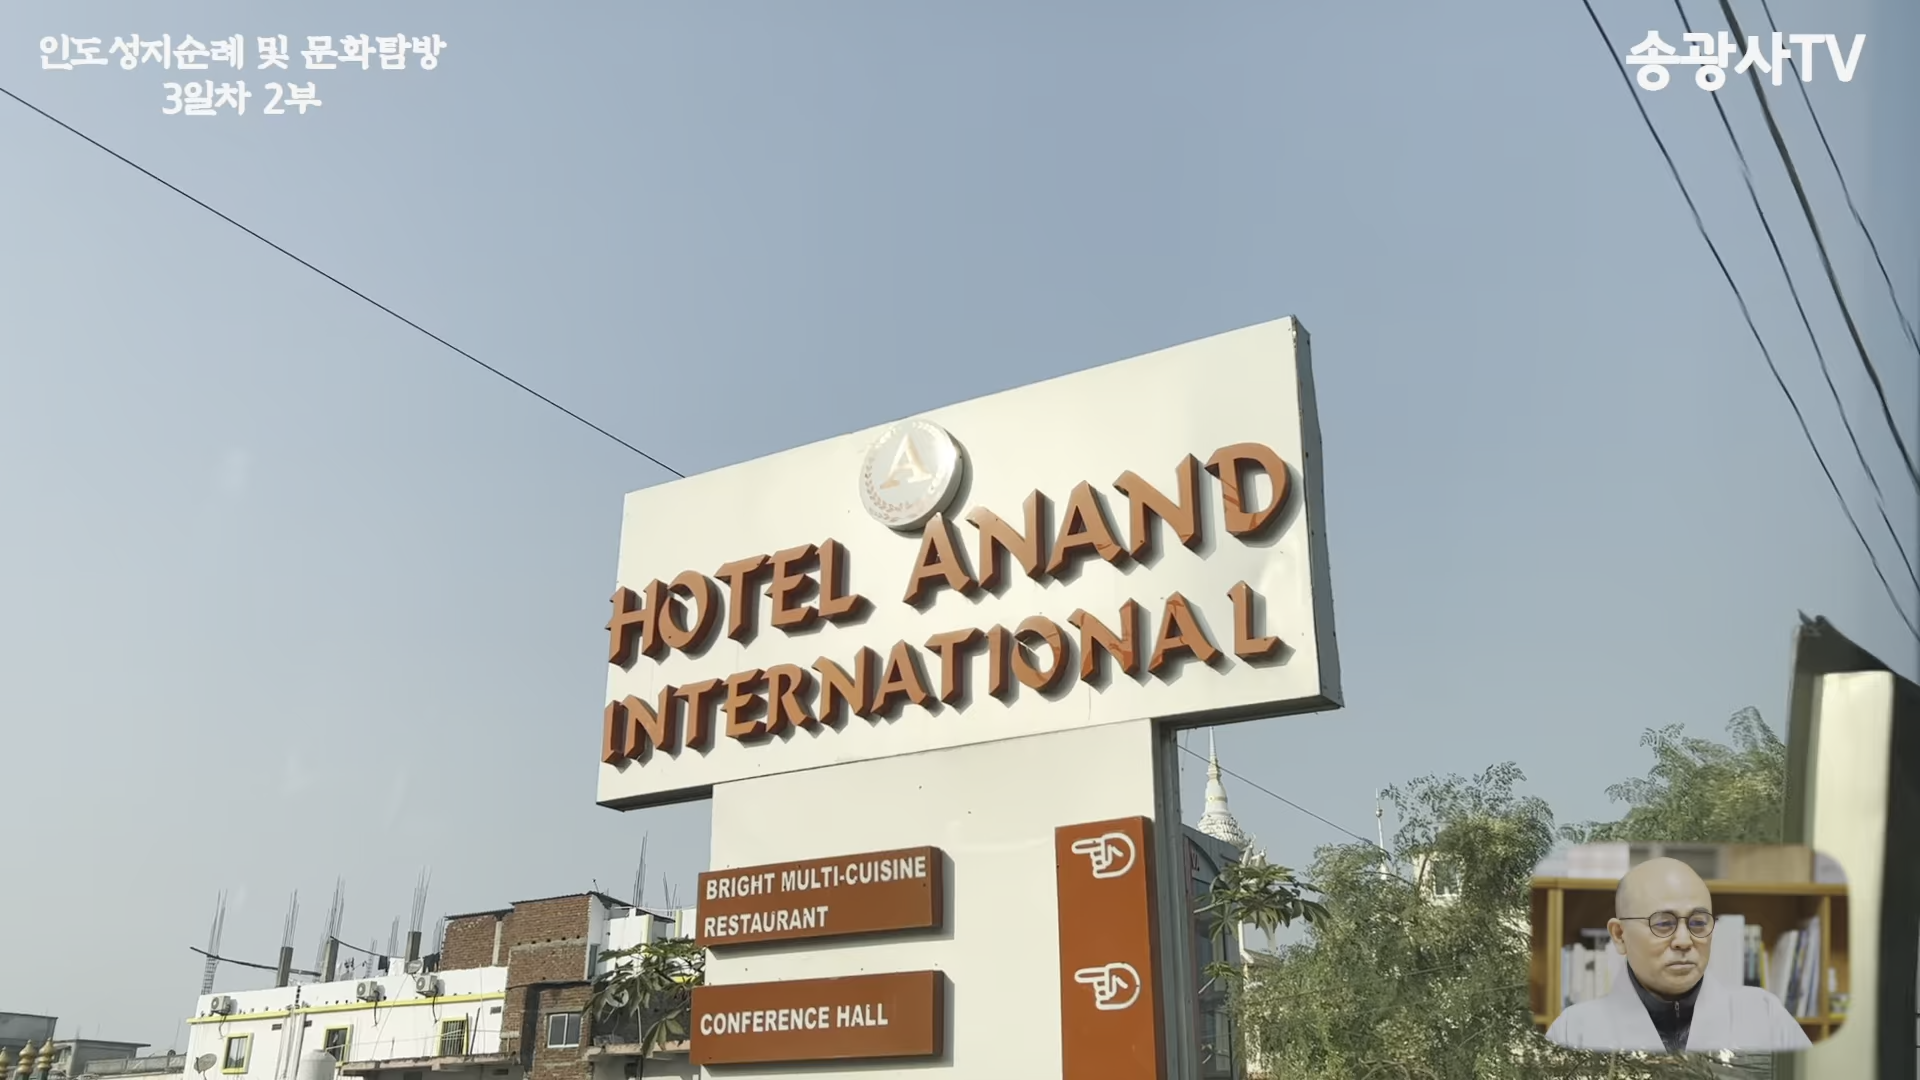 인도성지순례 및 문화탐방
3일차 2부
송광사TV
A
HOTEL ANAND
INTERNATIONAL
BRIGHT MULTI-CUISINE
RESTAURANT
CONFERENCE HALL